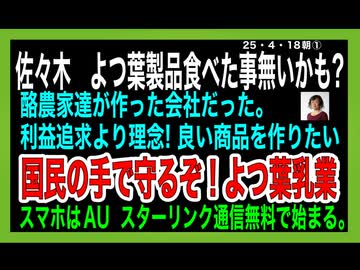 25・4・18朝①
佐々木 よつ葉製品食べた事無いかも?
酪農家達が作った会社だった。
利益追求より理念! 良い商品を作りたい
国民の手で守るぞ!よつ葉乳業
スマホはAU スターリンク通信無料で始まる。